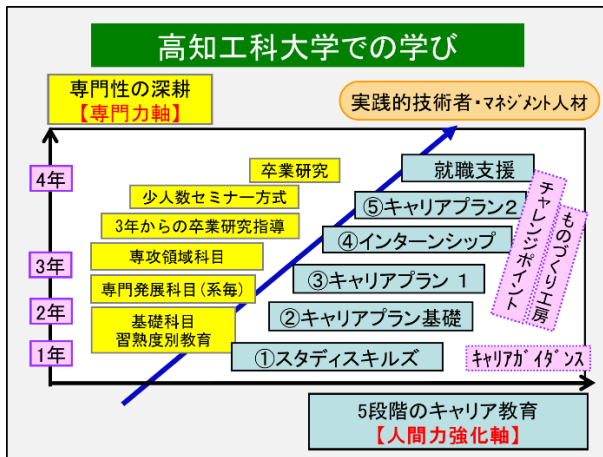 高知工科大学での学び
専門性の深耕
【専門力軸】
実践的技術者・マネジメント人材
4年
卒業研究
就職支援
少人数セミナー方式
⑤キャリアプラン2
3年からの卒業研究指導
④インターンシップ
チャレンジポイント
ものづくり工房
3年
専攻領域科目
③キャリアプラン 1
専門発展科目(系毎)
2年
基礎科目
習熟度別教育
②キャリアプラン基礎
1年
①スタディスキルズ
キャリアガイダンス
5段階のキャリア教育
【人間力強化軸】